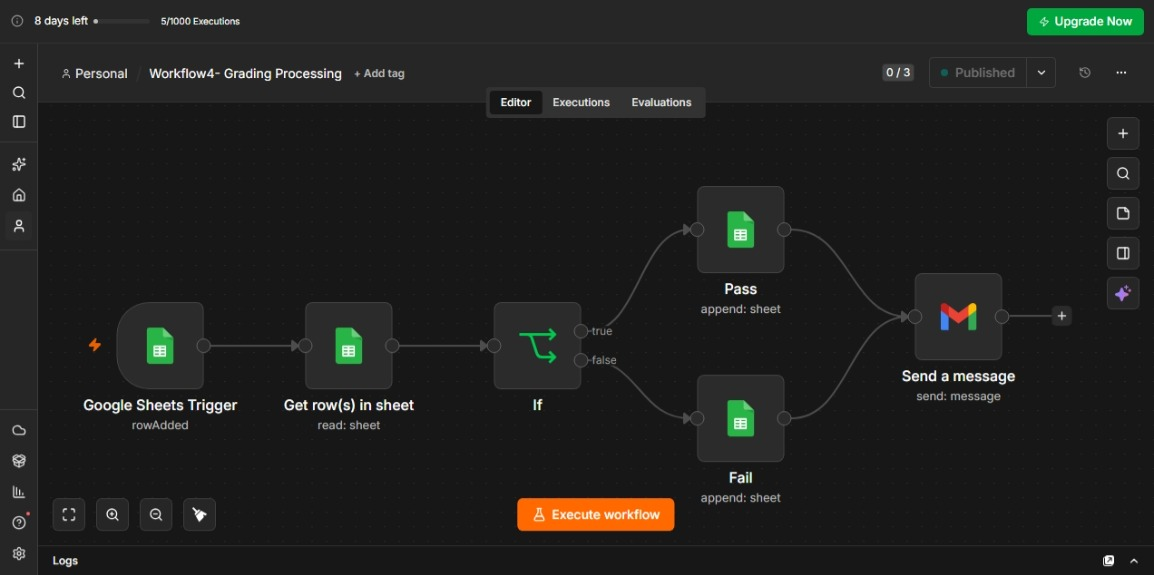 8 days left
5/1000 Executions
Upgrade Now
Personal / Workflow4- Grading Processing + Add tag
0 / 3
Published
Editor
Executions
Evaluations
Google Sheets Trigger
rowAdded
Get row(s) in sheet
read: sheet
If
true
false
Pass
append: sheet
Fail
append: sheet
Send a message
send: message
Execute workflow
Logs